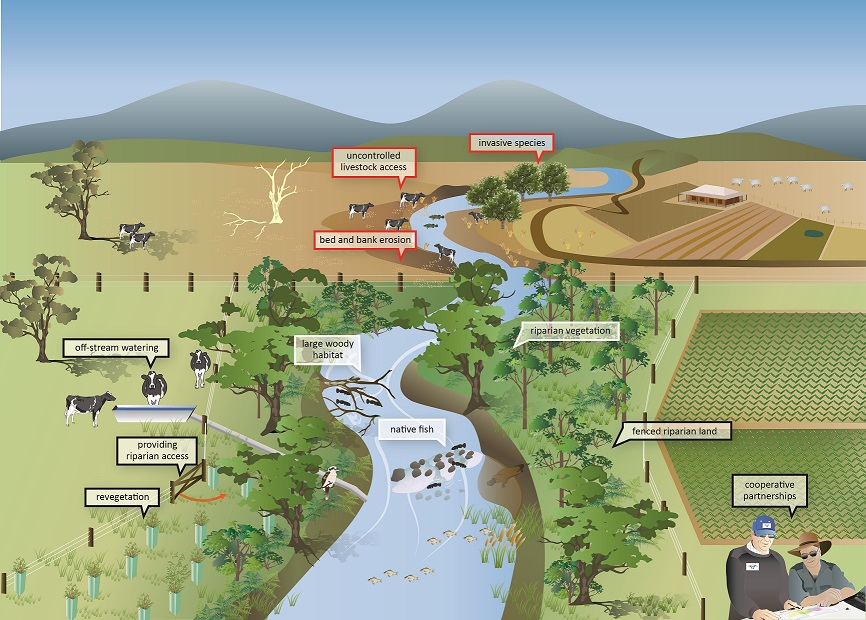 invasive species
uncontrolled
livestock access
bed and bank erosion
riparian vegetation
large woody
habitat
off-stream watering
native fish
fenced riparian land
providing
riparian access
cooperative
partnerships
revegetation